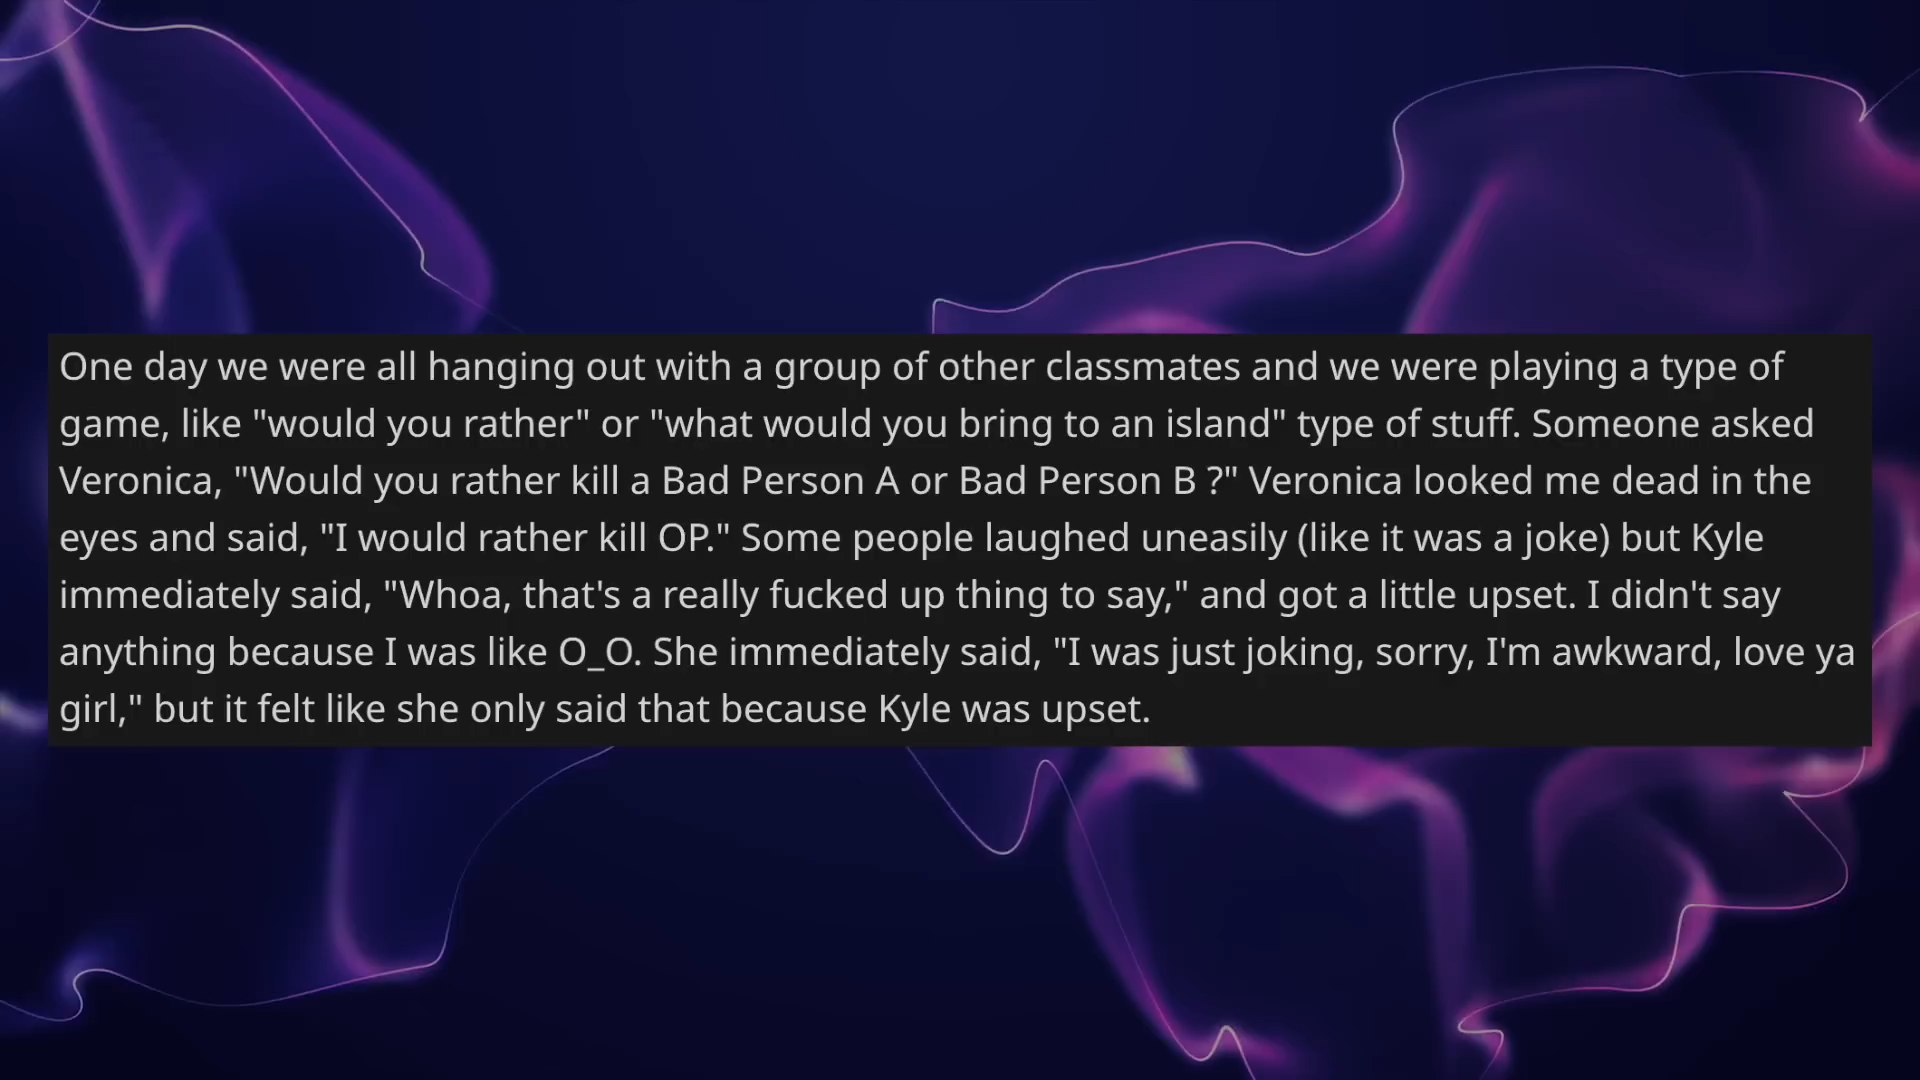 One day we were all hanging out with a group of other classmates and we were playing a type of
game, like "would you rather" or "what would you bring to an island" type of stuff. Someone asked
Veronica, "Would you rather kill a Bad Person A or Bad Person B ?" Veronica looked me dead in the
eyes and said, "I would rather kill OP." Some people laughed uneasily (like it was a joke) but Kyle
immediately said, "Whoa, that's a really fucked up thing to say," and got a little upset. I didn't say
anything because I was like O_O. She immediately said, "I was just joking, sorry, I'm awkward, love ya
girl," but it felt like she only said that because Kyle was upset.